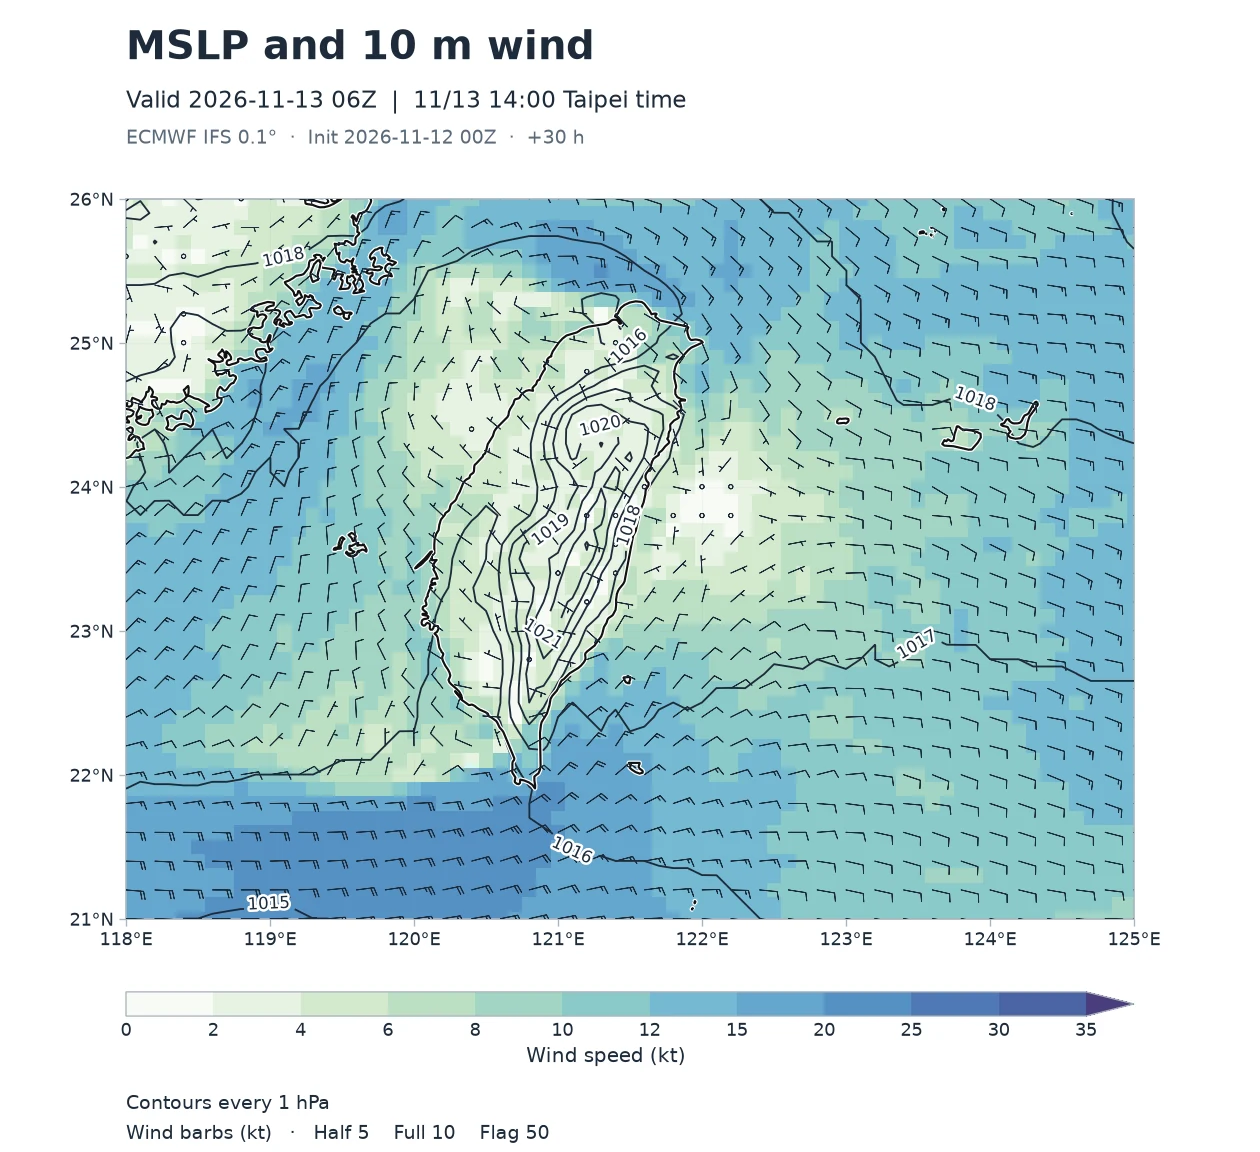 MSLP and 10 m wind
Valid 2026-11-13 06Z | 11/13 14:00 Taipei time
ECMWF IFS 0.1° · Init 2026-11-12 00Z · +30 h
26°N
25°N
24°N
23°N
22°N
21°N
1018
1016
1020
1018
1019
1018
1021
1017
1016
1015
118°E 119°E 120°E 121°E 122°E 123°E 124°E 125°E
0 2 4 6 8 10 12 15 20 25 30 35
Wind speed (kt)
Contours every 1 hPa
Wind barbs (kt) · Half 5 Full 10 Flag 50